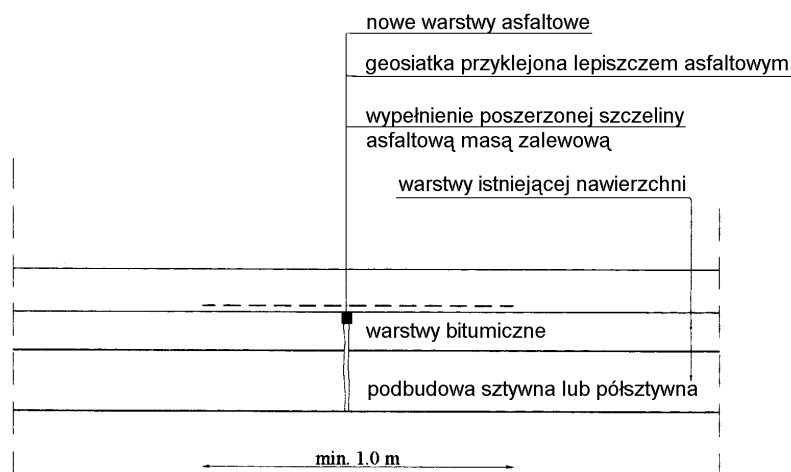 nowe warstwy asfaltowe
geosiatka przyklejona lepiszczem asfaltowym
wypełnienie poszerzonej szczeliny
asfaltową masą zalewową
warstwy istniejącej nawierzchni
warstwy bitumiczne
podbudowa sztywna lub półsztywna
min. 1,0 m